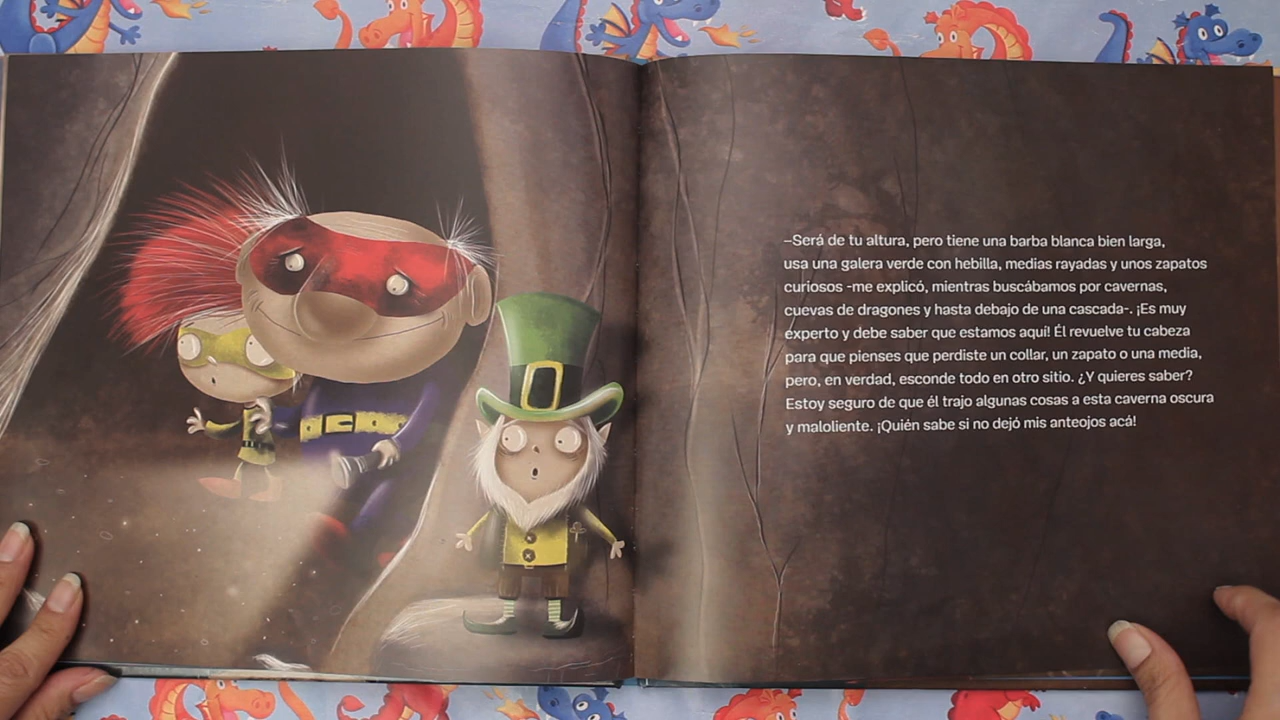 –Será de tu altura, pero tiene una barba blanca bien larga,
usa una galera verde con hebilla, medias rayadas y unos zapatos
curiosos -me explicó, mientras buscábamos por cavernas,
cuevas de dragones y hasta debajo de una cascada-. ¡Es muy
experto y debe saber que estamos aquí! Él revuelve tu cabeza
para que pienses que perdiste un collar, un zapato o una media,
pero, en verdad, esconde todo en otro sitio. ¿Y quieres saber?
Estoy seguro de que él trajo algunas cosas a esta caverna oscura
y maloliente. ¡Quién sabe si no dejó mis anteojos acá!